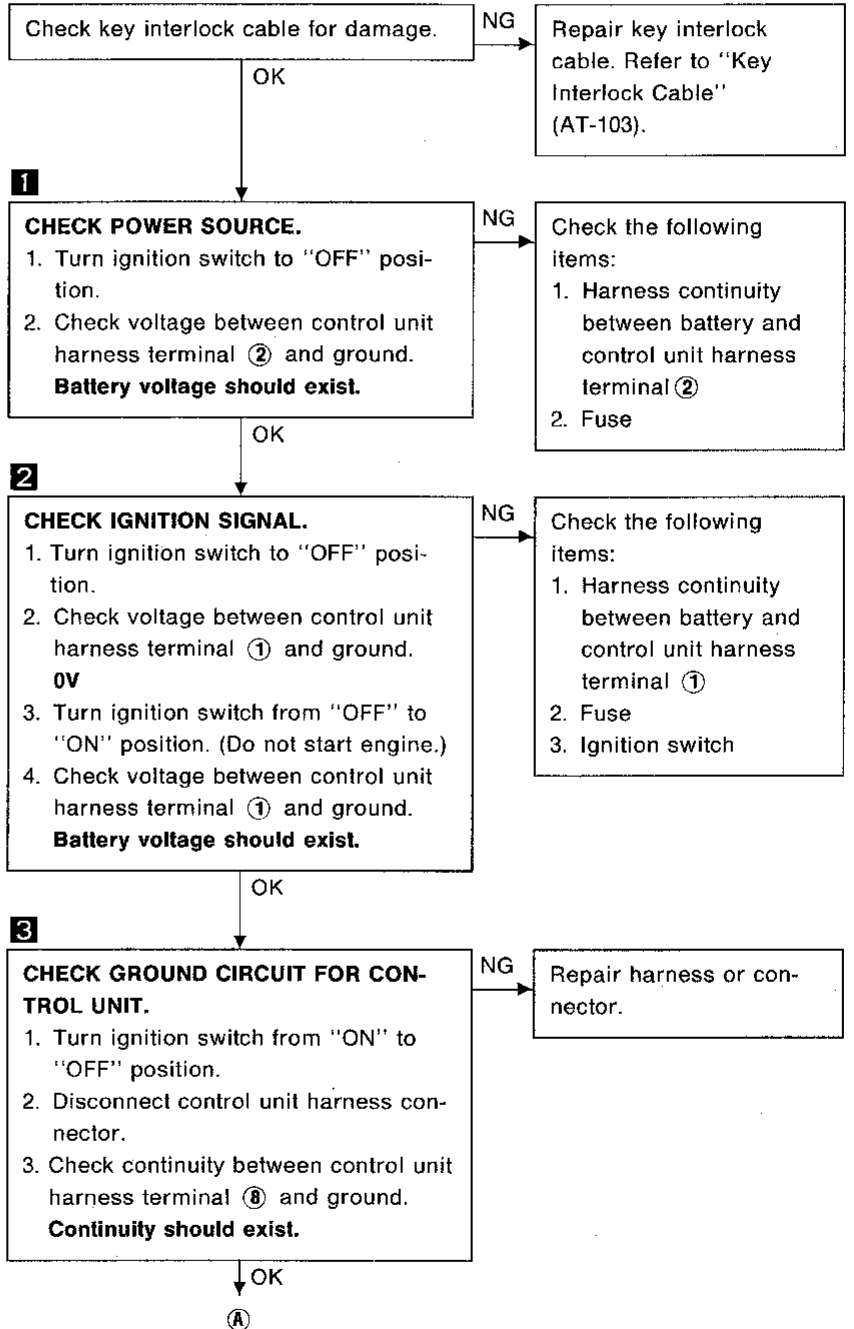 Check key interlock cable for damage.
NG
Repair key interlock
cable. Refer to "Key
Interlock Cable"
(AT-103).
OK
1
CHECK POWER SOURCE.
1. Turn ignition switch to "OFF" posi-
tion.
2. Check voltage between control unit
harness terminal ② and ground.
Battery voltage should exist.
NG
Check the following
items:
1. Harness continuity
between battery and
control unit harness
terminal ②
2. Fuse
OK
2
CHECK IGNITION SIGNAL.
1. Turn ignition switch to "OFF" posi-
tion.
2. Check voltage between control unit
harness terminal ① and ground.
0V
3. Turn ignition switch from "OFF" to
"ON" position. (Do not start engine.)
4. Check voltage between control unit
harness terminal ① and ground.
Battery voltage should exist.
NG
Check the following
items:
1. Harness continuity
between battery and
control unit harness
terminal ①
2. Fuse
3. Ignition switch
OK
3
CHECK GROUND CIRCUIT FOR CON-
TROL UNIT.
1. Turn ignition switch from "ON" to
"OFF" position.
2. Disconnect control unit harness con-
nector.
3. Check continuity between control unit
harness terminal ⑧ and ground.
Continuity should exist.
NG
Repair harness or con-
nector.
OK
Ⓐ